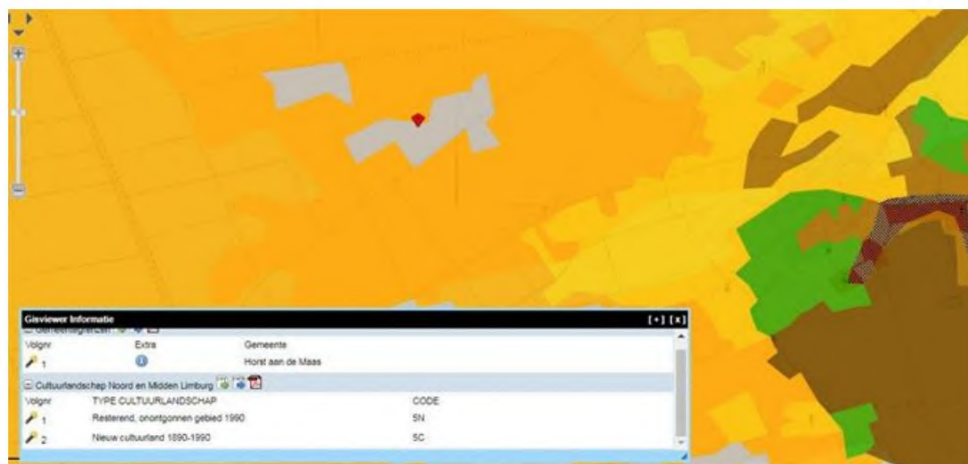 Gisviewer Informatie [+] [x]
Gemeentegrenzen
Volgnr Extra Gemeente
1 Horst aan de Maas
Cultuurlandschap Noord en Midden Limburg
Volgnr TYPE CULTUURLANDSCHAP CODE
1 Resterend, onontgonnen gebied 1990 5N
2 Nieuw cultuurland 1890-1990 5C